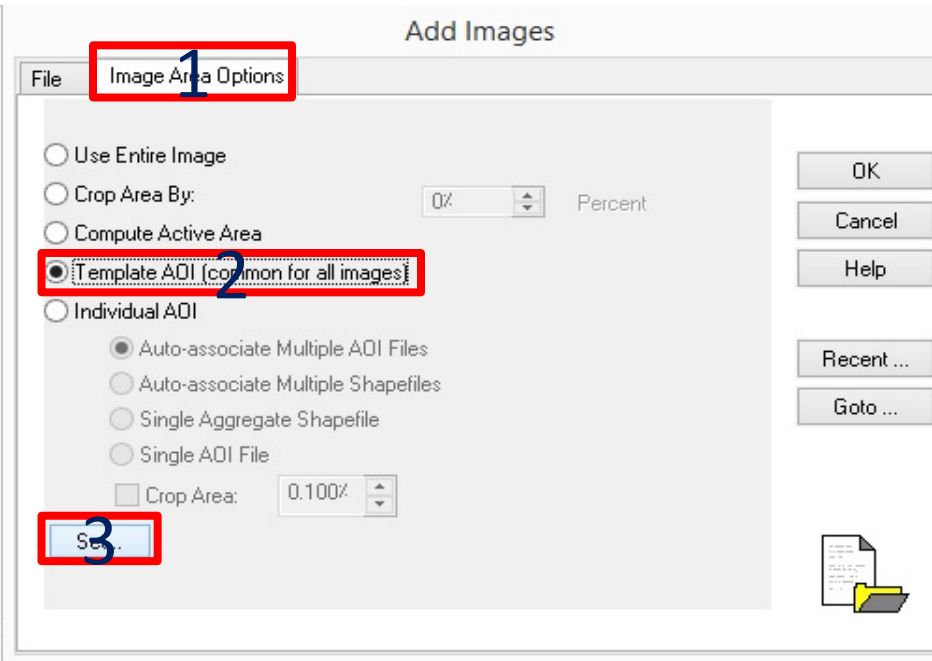 Add Images
File
Image Area Options
1
Use Entire Image
Crop Area By:
0%
Percent
Compute Active Area
Template AOI (common for all images)
2
Individual AOI
Auto-associate Multiple AOI Files
Auto-associate Multiple Shapefiles
Single Aggregate Shapefile
Single AOI File
Crop Area:
0.100%
Set...
3
OK
Cancel
Help
Recent ...
Goto ...